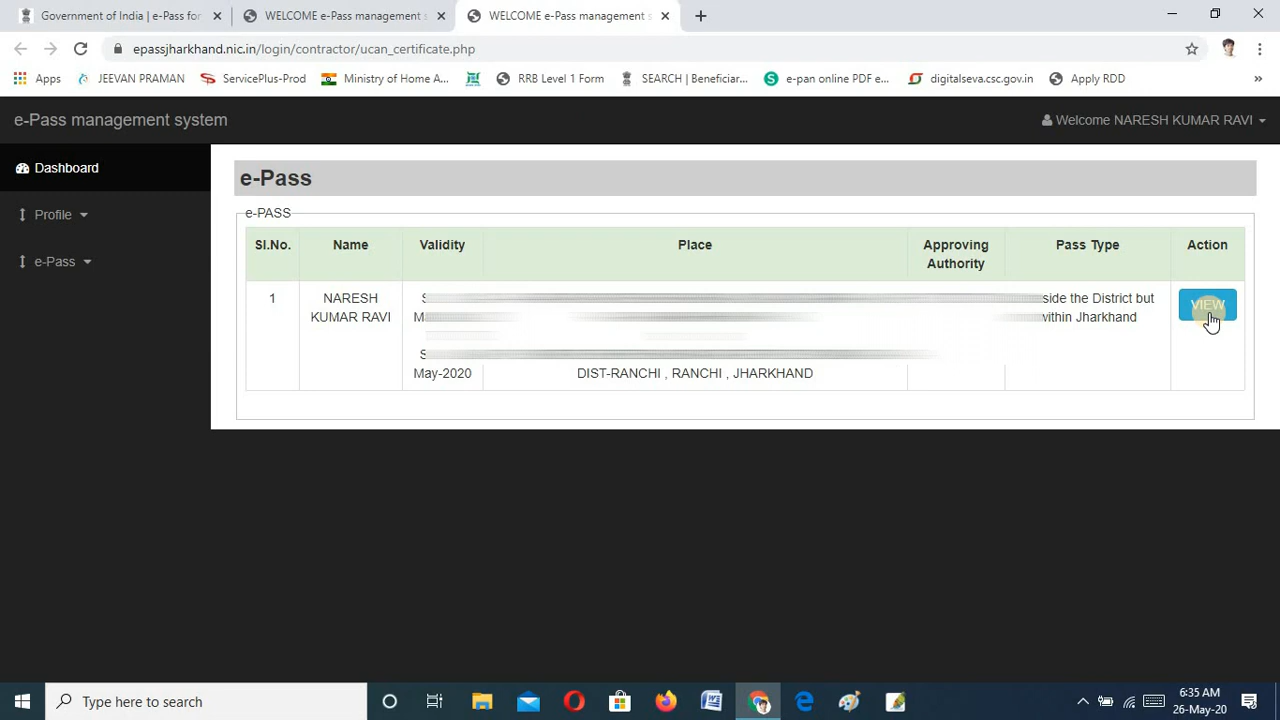 Government of India | e-Pass for
WELCOME e-Pass management s
WELCOME e-Pass management s
epassjharkhand.nic.in/login/contractor/ucan_certificate.php
Apps
JEEVAN PRAMAN
ServicePlus-Prod
Ministry of Home A...
RRB Level 1 Form
SEARCH | Beneficiar...
e-pan online PDF e...
digitalseva.csc.gov.in
Apply RDD
»
e-Pass management system
Welcome NARESH KUMAR RAVI
Dashboard
Profile
e-Pass
e-Pass
e-PASS
Sl.No.
Name
Validity
Place
Approving
Authority
Pass Type
Action
1
NARESH
KUMAR RAVI
May-2020
DIST-RANCHI , RANCHI , JHARKHAND
side the District but
within Jharkhand
VIEW
Type here to search
6:35 AM
26-May-20